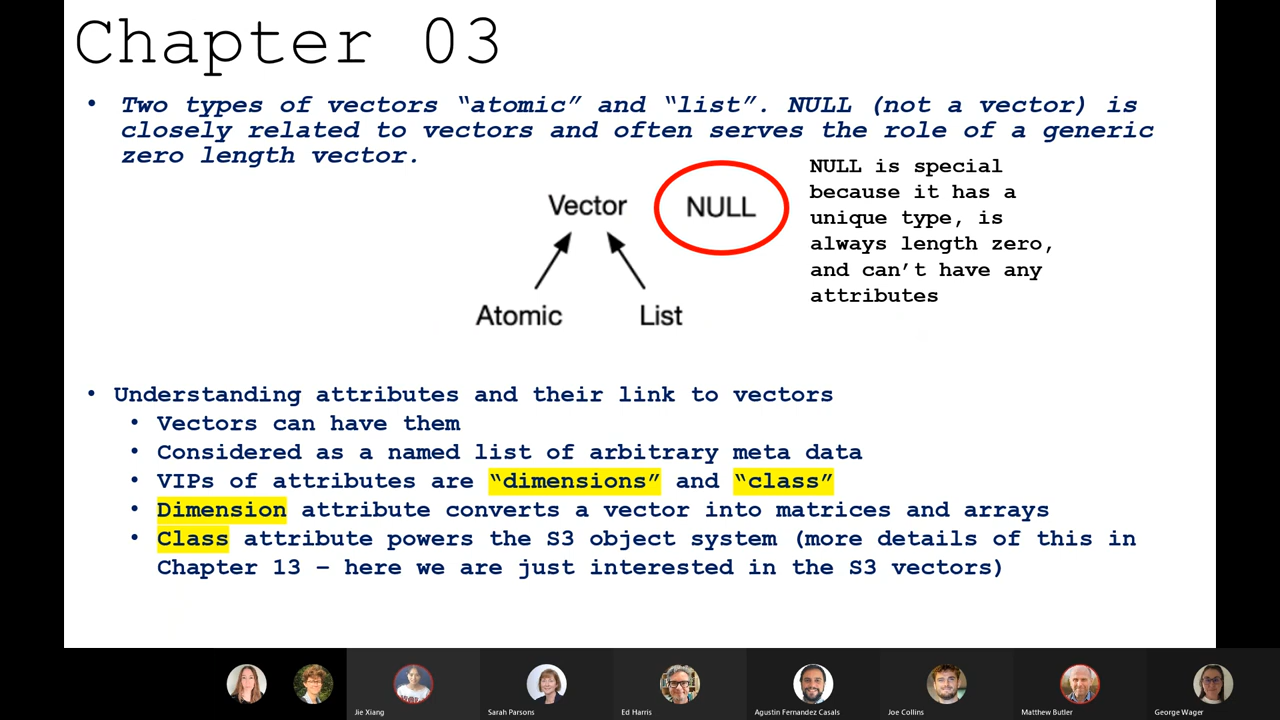 Chapter 03
• Two types of vectors “atomic” and “list”. NULL (not a vector) is
closely related to vectors and often serves the role of a generic
zero length vector.
Vector
NULL
Atomic
List
NULL is special
because it has a
unique type, is
always length zero,
and can’t have any
attributes
• Understanding attributes and their link to vectors
• Vectors can have them
• Considered as a named list of arbitrary meta data
• VIPs of attributes are “dimensions” and “class”
• Dimension attribute converts a vector into matrices and arrays
• Class attribute powers the S3 object system (more details of this in
Chapter 13 – here we are just interested in the S3 vectors)
Jie Xiang
Sarah Parsons
Ed Harris
Agustin Fernandez Casals
Joe Collins
Matthew Butler
George Wager